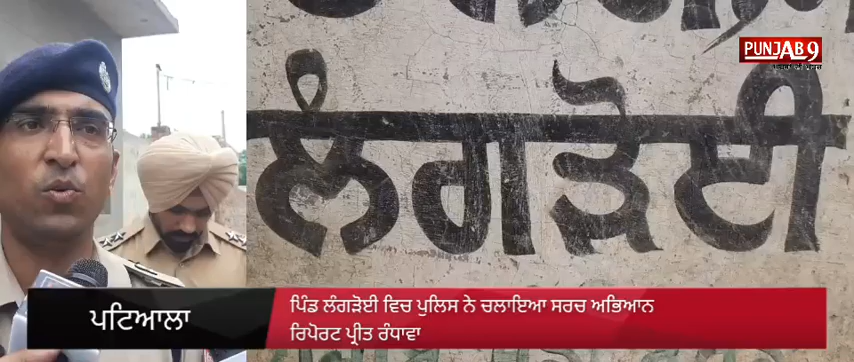 PUNJAB 9
ਲੰਗੜੋਈ
ਪਟਿਆਲਾ
ਪਿੰਡ ਲੰਗੜੋਈ ਵਿਚ ਪੁਲਿਸ ਨੇ ਚਲਾਇਆ ਸਰਚ ਅਭਿਆਨ
ਰਿਪੋਰਟ ਪ੍ਰੀਤ ਰੰਧਾਵਾ